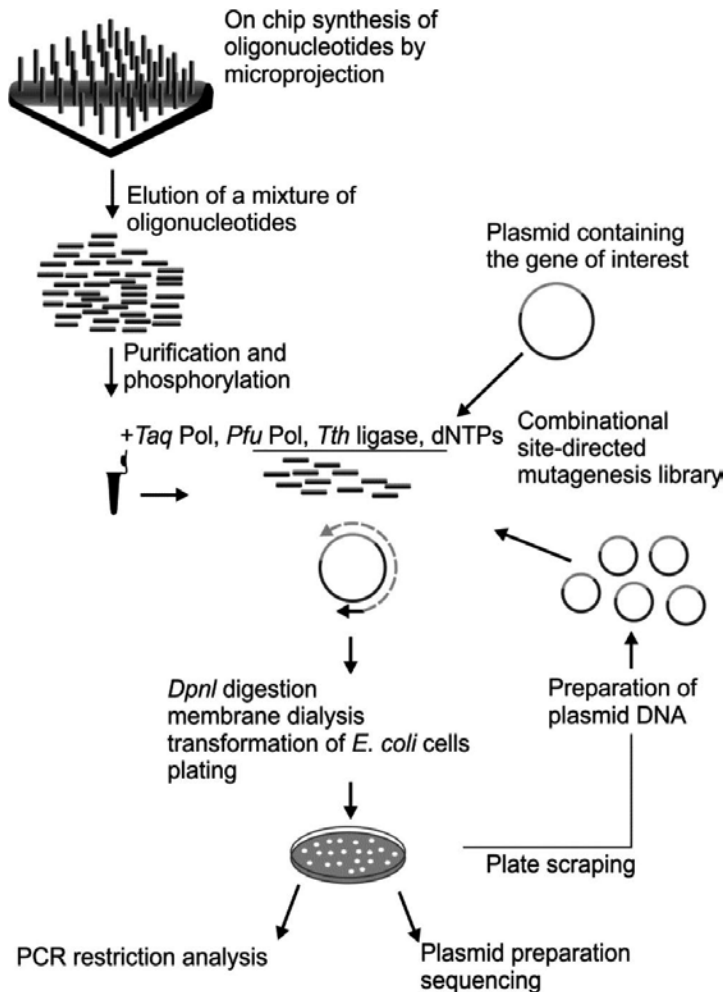 On chip synthesis of
oligonucleotides by
microprojection
Elution of a mixture of
oligonucleotides
Plasmid containing
the gene of interest
Purification and
phosphorylation
+Taq Pol, Pfu Pol, Tth ligase, dNTPs
Combinational
site-directed
mutagenesis library
DpnI digestion
membrane dialysis
transformation of E. coli cells
plating
Preparation of
plasmid DNA
Plate scraping
PCR restriction analysis
Plasmid preparation
sequencing